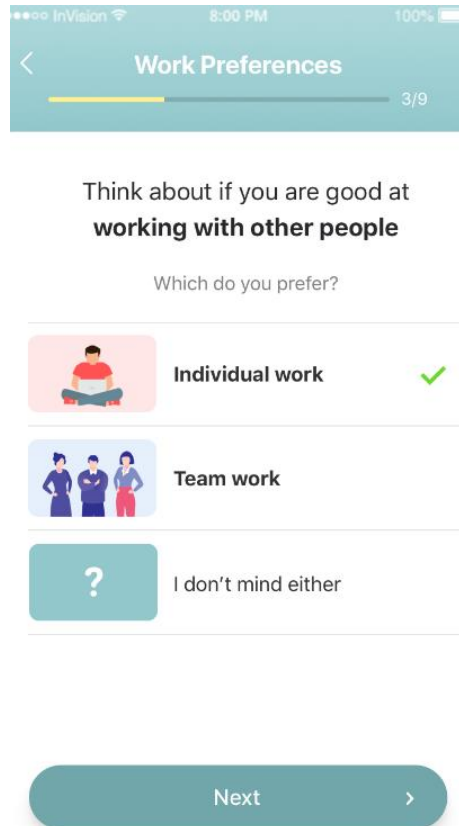 InVision 8:00 PM 100%
Work Preferences
3/9
Think about if you are good at
working with other people
Which do you prefer?
Individual work
Team work
?
I don't mind either
Next